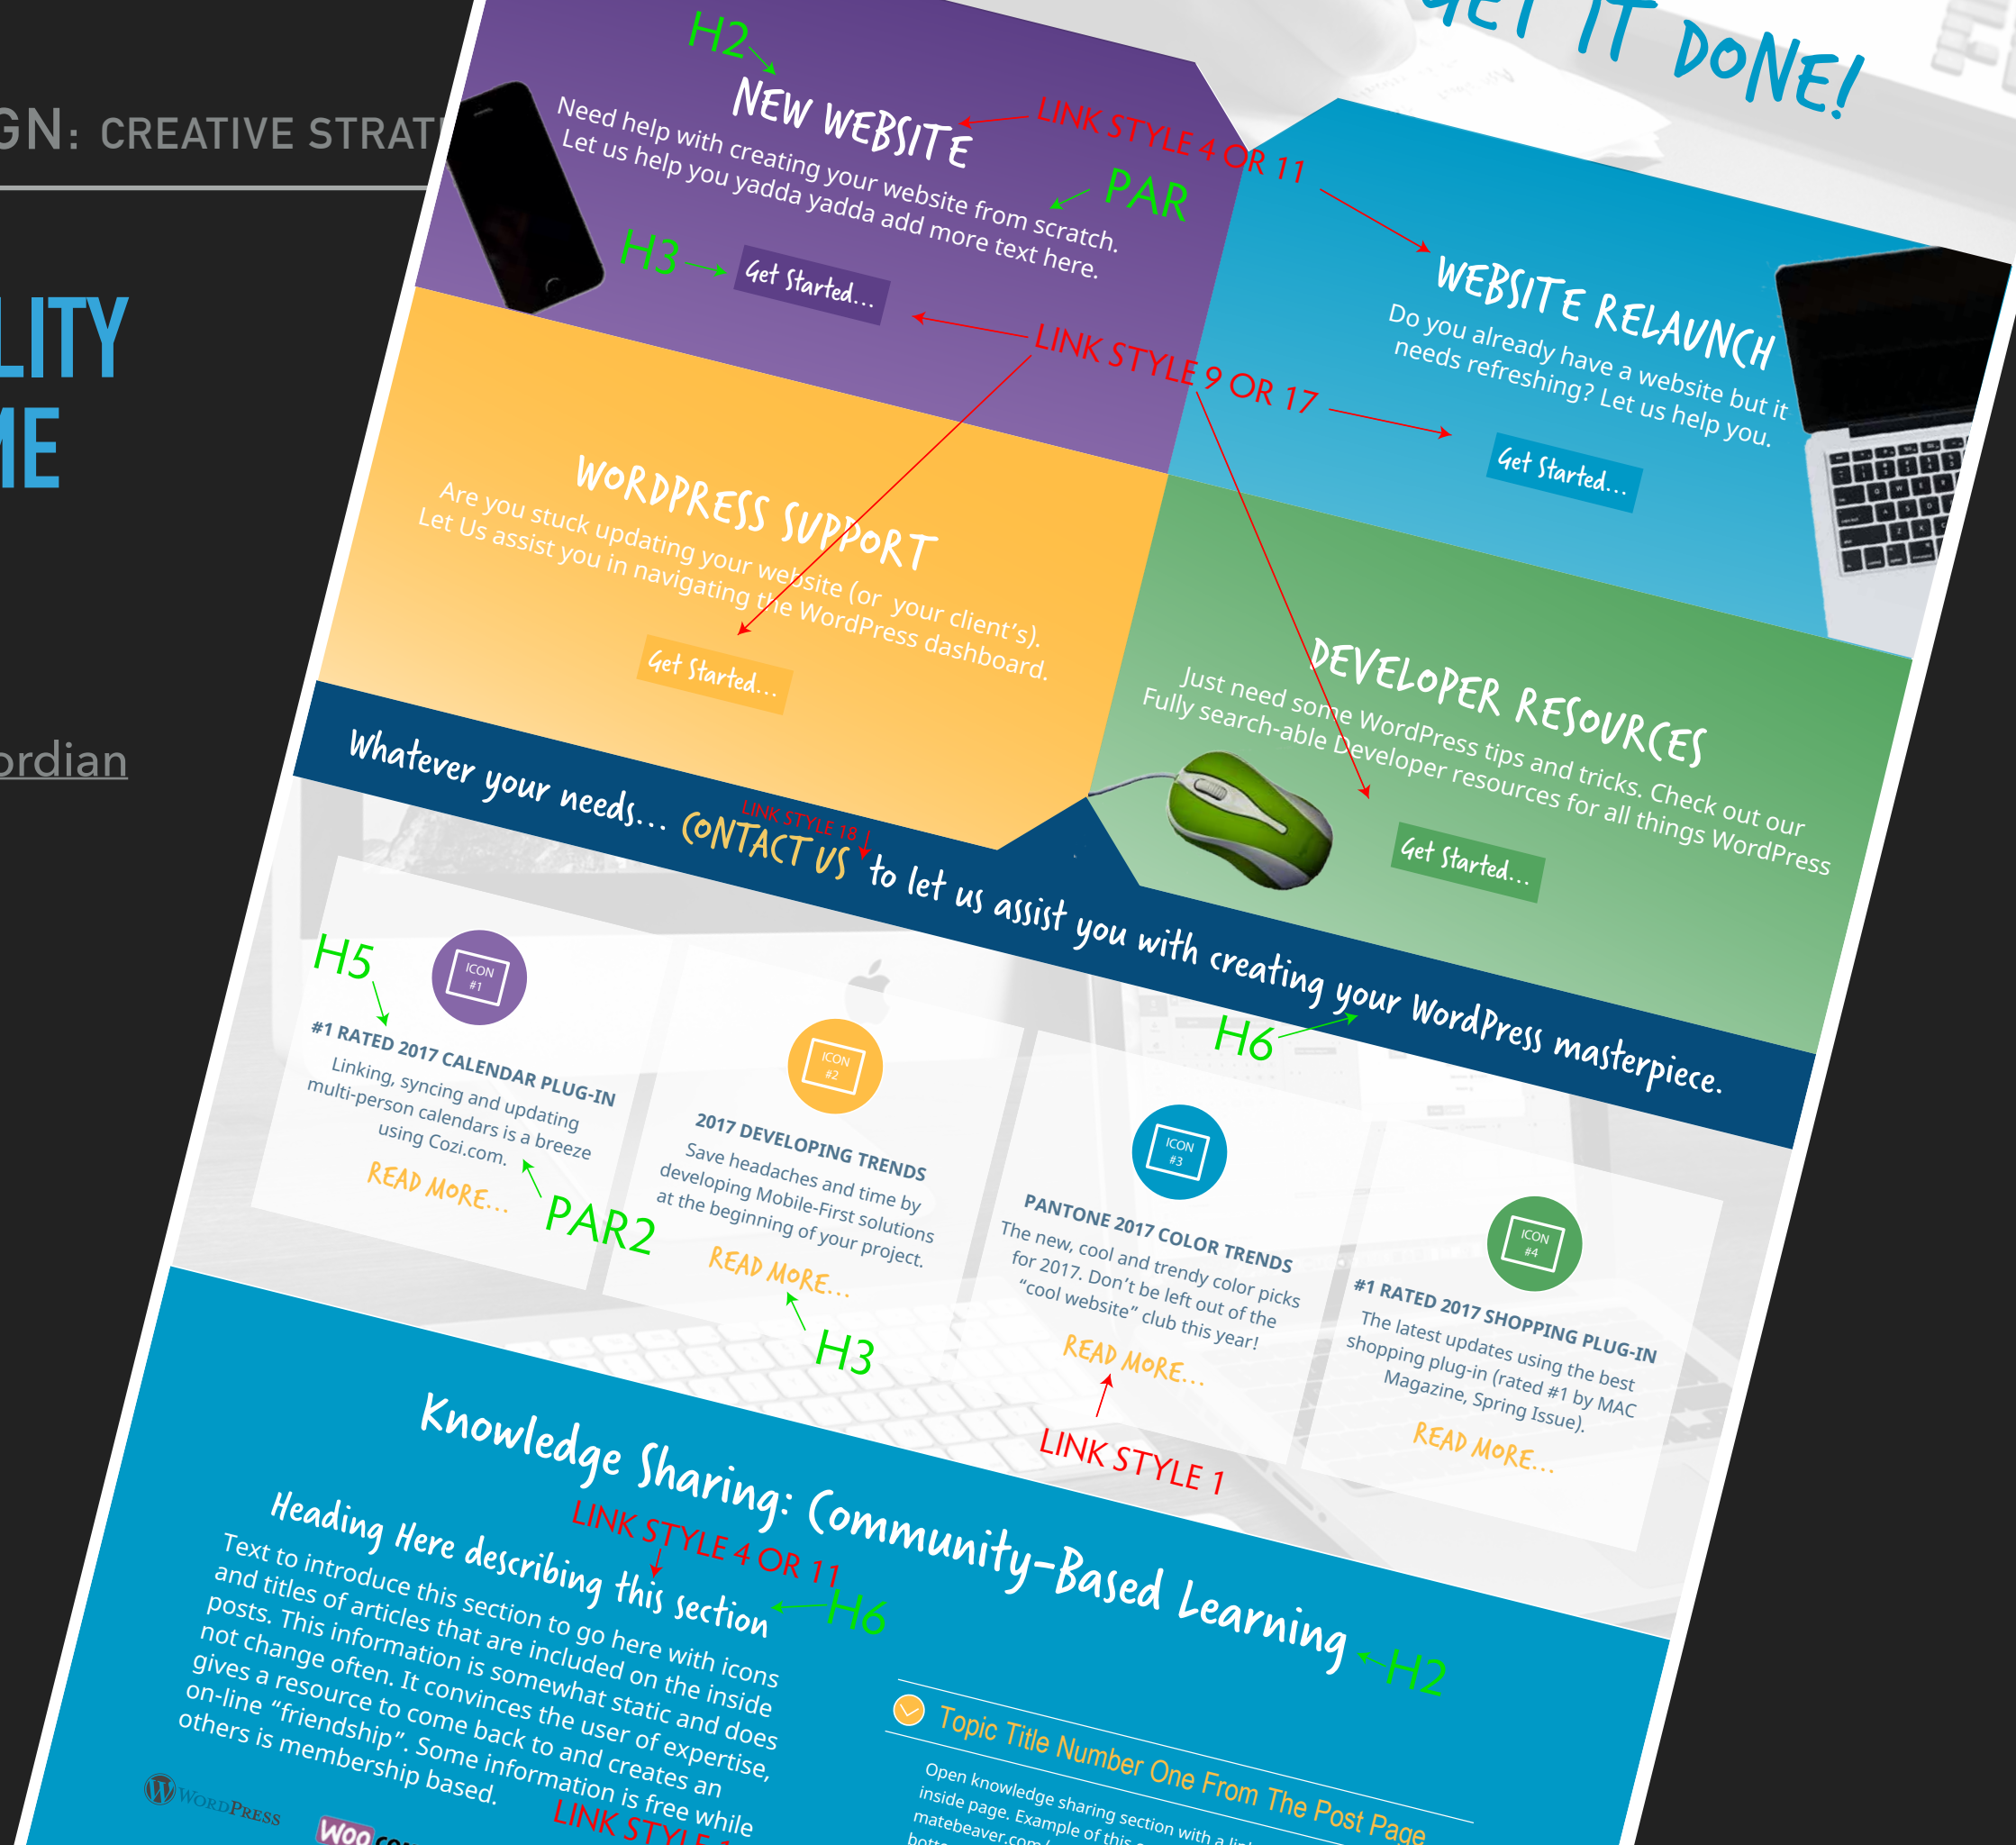 GET IT DONE!
GN: CREATIVE STRAT
LITY
ME
ordian
H2
NEW WEBSITE
LINK STYLE 4 OR 11
Need help with creating your website from scratch.
Let us help you yadda yadda add more text here.
PAR
H3
Get Started...
LINK STYLE 9 OR 17
WEBSITE RELAUNCH
Do you already have a website but it
needs refreshing? Let us help you.
Get Started...
WORDPRESS SUPPORT
Are you stuck updating your website (or your client's).
Let Us assist you in navigating the WordPress dashboard.
Get Started...
DEVELOPER RESOURCES
Just need some WordPress tips and tricks. Check out our
Fully search-able Developer resources for all things WordPress
Get Started...
LINK STYLE 18
Whatever your needs... CONTACT US to let us assist you with creating your WordPress masterpiece.
H6
H5
ICON
#1
#1 RATED 2017 CALENDAR PLUG-IN
Linking, syncing and updating
multi-person calendars is a breeze
using Cozi.com.
READ MORE...
PAR2
ICON
#2
2017 DEVELOPING TRENDS
Save headaches and time by
developing Mobile-First solutions
at the beginning of your project.
READ MORE...
H3
ICON
#3
PANTONE 2017 COLOR TRENDS
The new, cool and trendy color picks
for 2017. Don't be left out of the
"cool website" club this year!
READ MORE...
LINK STYLE 1
ICON
#4
#1 RATED 2017 SHOPPING PLUG-IN
The latest updates using the best
shopping plug-in (rated #1 by MAC
Magazine, Spring Issue).
READ MORE...
Knowledge Sharing: Community-Based Learning
H2
LINK STYLE 4 OR 11
Heading Here describing this section
H6
Text to introduce this section to go here with icons
and titles of articles that are included on the inside
posts. This information is somewhat static and does
not change often. It convinces the user of expertise,
gives a resource to come back to and creates an
on-line "friendship". Some information is free while
others is membership based.
LINK STYLE 1
WORDPRESS
WOO
Topic Title Number One From The Post Page
Open knowledge sharing section with a
inside page. Example of this